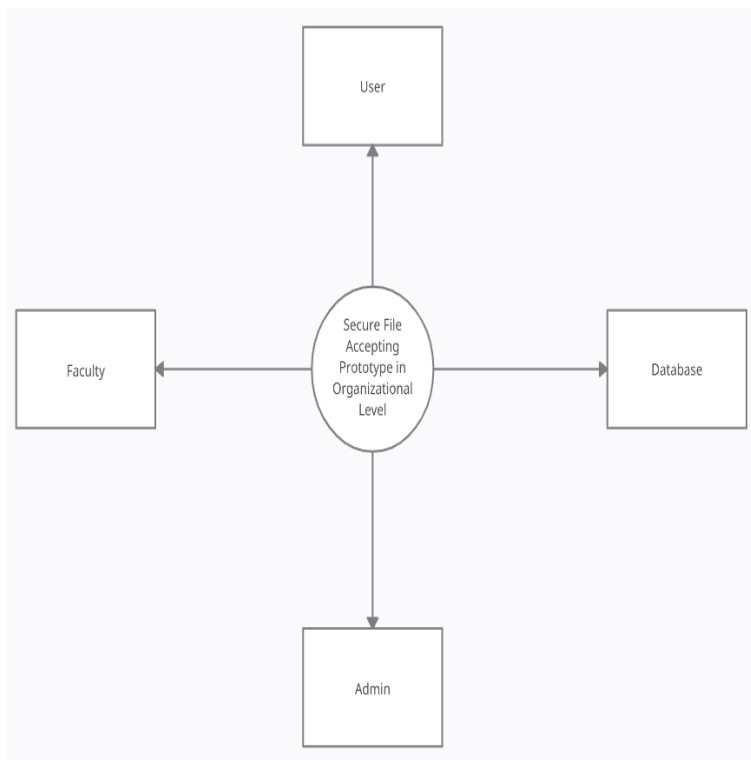 User
Secure File
Accepting
Prototype in
Organizational
Level
Faculty
Database
Admin